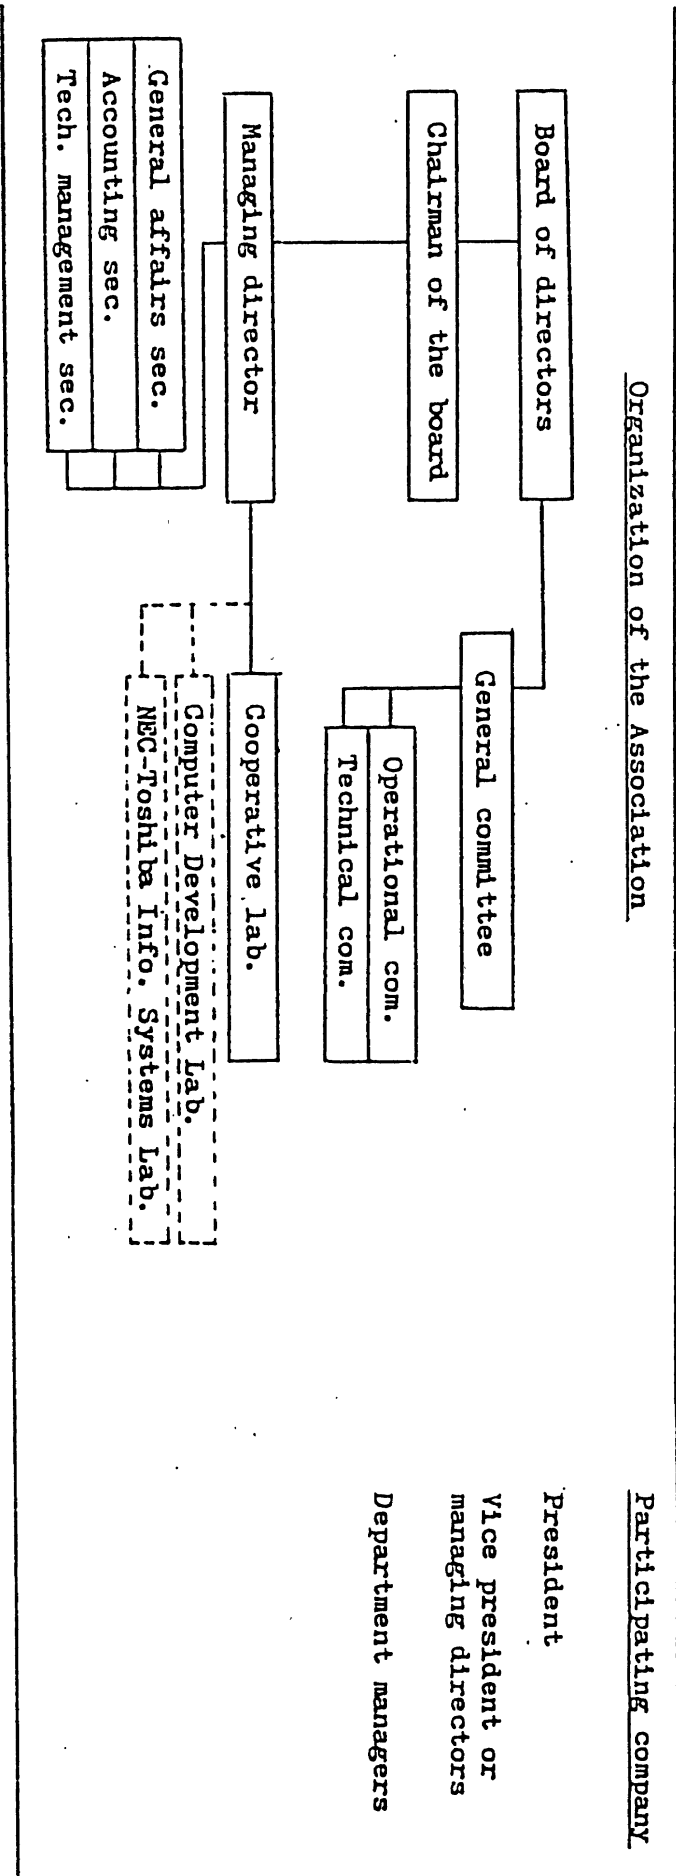 Organization of the Association
Participating company
Board of directors
President
Chairman of the board
General committee
Vice president or
managing directors
Operational com.
Technical com.
Department managers
Managing director
Cooperative lab.
Computer Development Lab.
NEC-Toshiba Info. Systems Lab.
General affairs sec.
Accounting sec.
Tech. management sec.